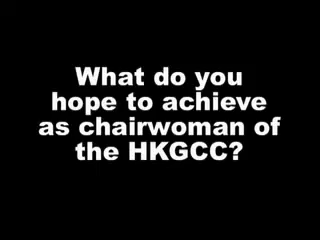 What do you
hope to achieve
as chairwoman of
the HKGCC?